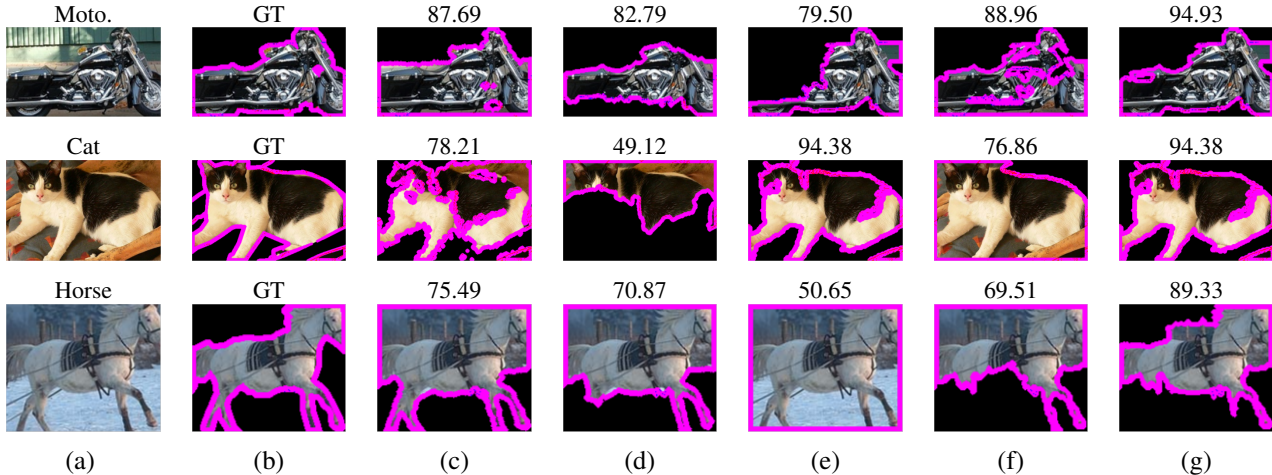 Moto. GT 87.69 82.79 79.50 88.96 94.93
Cat GT 78.21 49.12 94.38 76.86 94.38
Horse GT 75.49 70.87 50.65 69.51 89.33
(a) (b) (c) (d) (e) (f) (g)